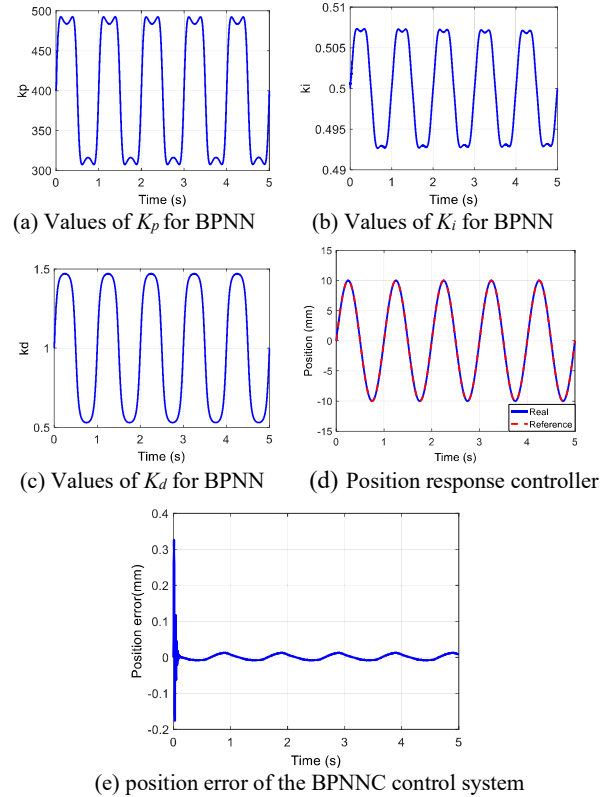 500
450
400
350
300
kp
0 1 2 3 4 5
Time (s)
(a) Values of Kp for BPNN
0.51
0.505
0.5
0.495
0.49
ki
0 1 2 3 4 5
Time (s)
(b) Values of Ki for BPNN
1.5
1
0.5
kd
0 1 2 3 4 5
Time (s)
(c) Values of Kd for BPNN
15
10
5
0
-5
-10
-15
Position (mm)
Real
Reference
0 1 2 3 4 5
Time (s)
(d) Position response controller
0.4
0.3
0.2
0.1
0
-0.1
-0.2
Position error(mm)
0 1 2 3 4 5
Time (s)
(e) position error of the BPNNC control system